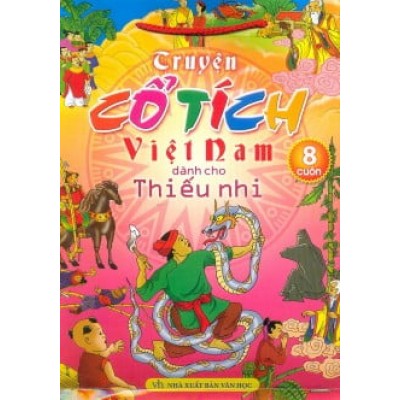 Truyện
CỔ TÍCH
Việt Nam
dành cho
Thiếu nhi
8
cuốn
NHÀ XUẤT BẢN VĂN HỌC